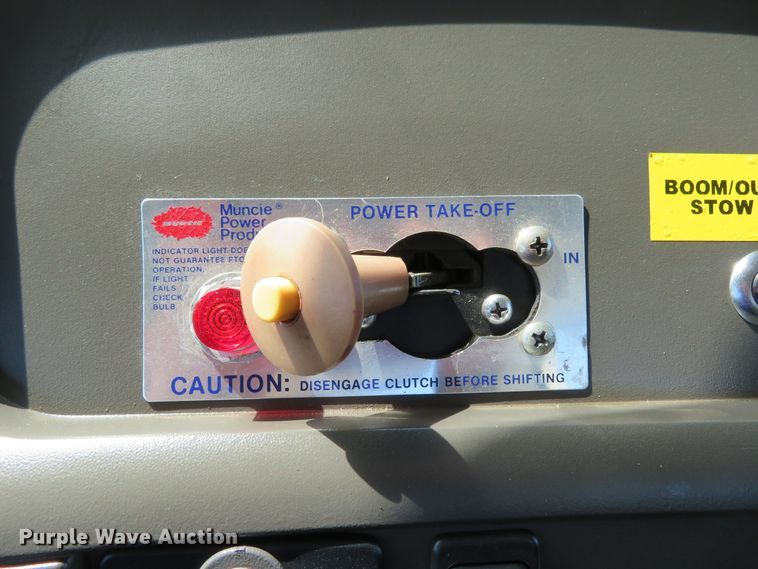 MUNCIE
Muncie®
Power
POWER TAKE-OFF
INDICATOR LIGHT
NOT GUARANTEE PTO
OPERATION.
IF LIGHT
FAILS
CHECK
BULB.
IN
CAUTION: DISENGAGE CLUTCH BEFORE SHIFTING
BOOM/OU
STOW
Purple Wave Auction